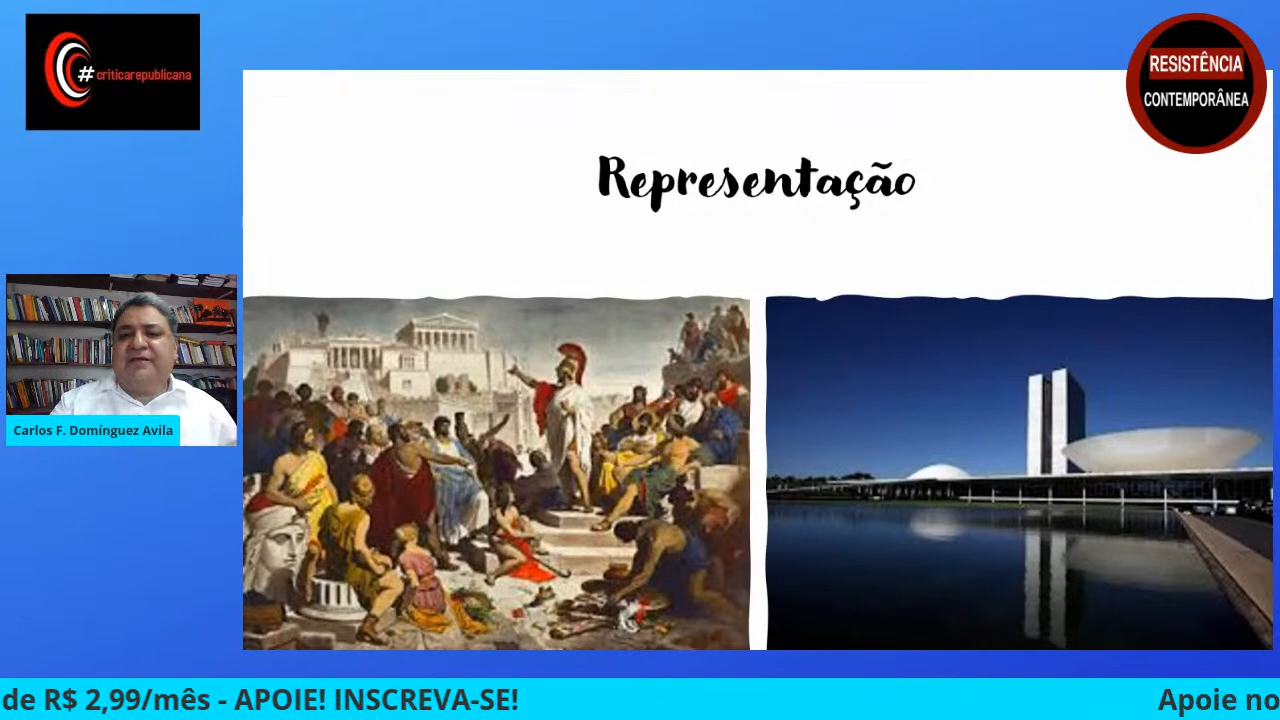 #criticarepublicana
RESISTÊNCIA
CONTEMPORÂNEA
Representação
Carlos F. Domínguez Avila
de R$ 2,99/mês - APOIE! INSCREVA-SE!
Apoie no